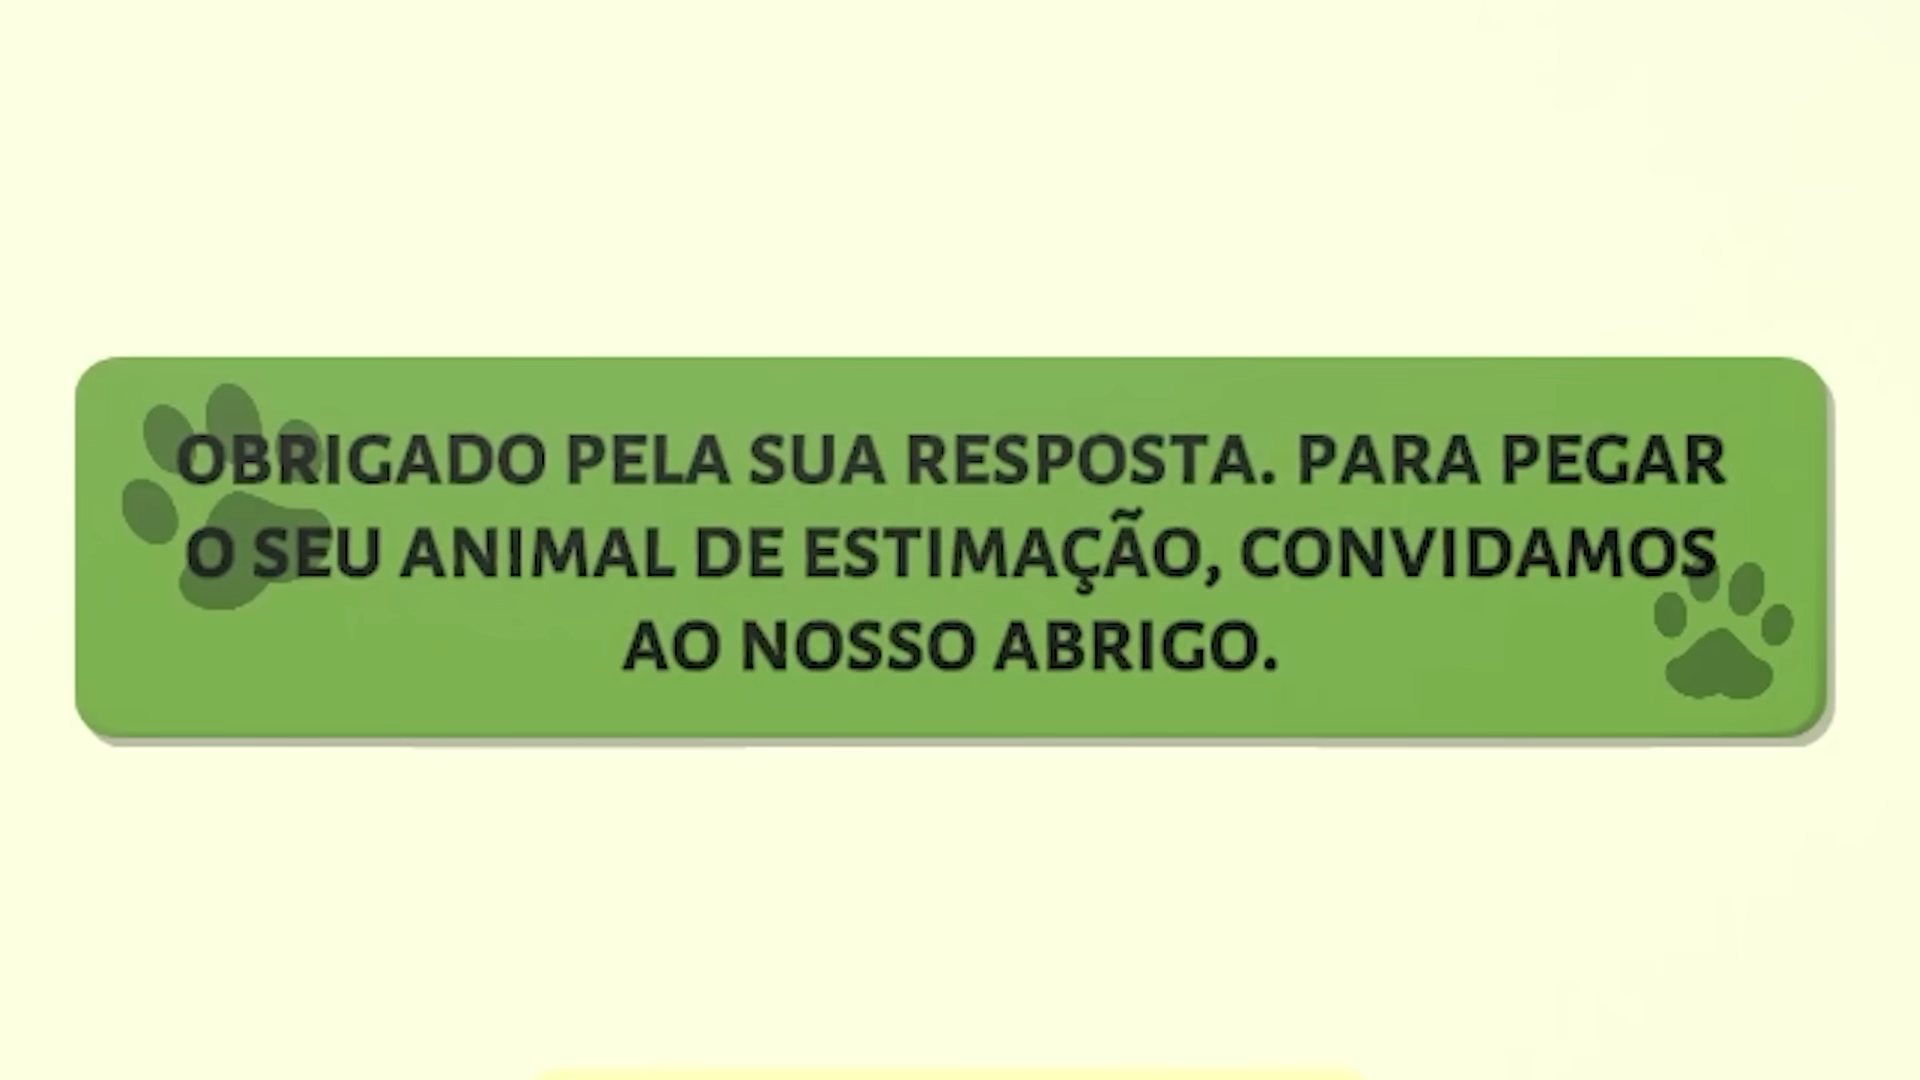 OBRIGADO PELA SUA RESPOSTA. PARA PEGAR
O SEU ANIMAL DE ESTIMAÇÃO, CONVIDAMOS
AO NOSSO ABRIGO.